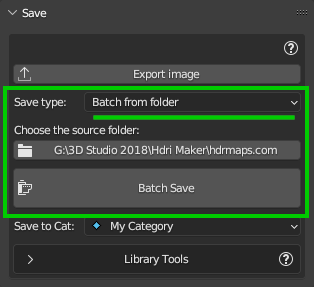 Save
Export image
Save type: Batch from folder
Choose the source folder:
G:\3D Studio 2018\Hdri Maker\hdrmaps.com
Batch Save
Save to Cat: My Category
Library Tools